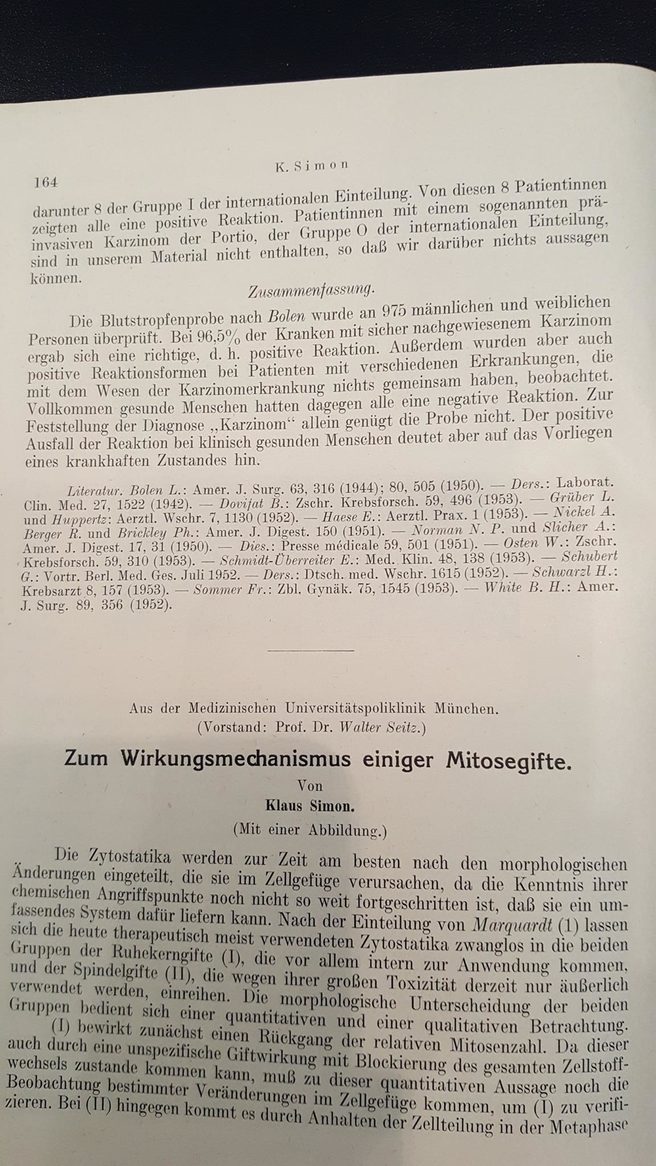 K. Simon
164
darunter 8 der Gruppe I der internationalen Einteilung. Von diesen 8 Patientinnen
zeigten alle eine positive Reaktion. Patientinnen mit einem sogenannten prä-
invasiven Karzinom der Portio, der Gruppe O der internationalen Einteilung,
sind in unserem Material nicht enthalten, so daß wir darüber nichts aussagen
können.
Zusammenfassung.
Die Blutstropfenprobe nach Bolen wurde an 975 männlichen und weiblichen
Personen überprüft. Bei 96,5% der Kranken mit sicher nachgewiesenem Karzinom
ergab sich eine richtige, d. h. positive Reaktion. Außerdem wurden aber auch
positive Reaktionsformen bei Patienten mit verschiedenen Erkrankungen, die
mit dem Wesen der Karzinomerkrankung nichts gemeinsam haben, beobachtet.
Vollkommen gesunde Menschen hatten dagegen alle eine negative Reaktion. Zur
Feststellung der Diagnose „Karzinom“ allein genügt die Probe nicht. Der positive
Ausfall der Reaktion bei klinisch gesunden Menschen deutet aber auf das Vorliegen
eines krankhaften Zustandes hin.
Literatur. Bolen L.: Amer. J. Surg. 63, 316 (1944); 80, 505 (1950). — Ders.: Laborat.
Clin. Med. 27, 1522 (1942). — Dovifat B.: Zschr. Krebsforsch. 59, 496 (1953). — Grüber L.
und Huppertz: Aerztl. Wschr. 7, 1130 (1952). — Haese E.: Aerztl. Prax. 1 (1953). — Nickel A.
Berger R. und Brickley Ph.: Amer. J. Digest. 150 (1951). — Norman N. P. und Slicher A.:
Amer. J. Digest. 17, 31 (1950). — Dies.: Presse médicale 59, 501 (1951). — Osten W.: Zschr.
Krebsforsch. 59, 310 (1953). — Schmidt-Überreiter E.: Med. Klin. 48, 138 (1953). — Schubert
G.: Vortr. Berl. Med. Ges. Juli 1952. — Ders.: Dtsch. med. Wschr. 1615 (1952). — Schwarzl H.:
Krebsarzt 8, 157 (1953). — Sommer Fr.: Zbl. Gynäk. 75, 1545 (1953). — White B. H.: Amer.
J. Surg. 89, 356 (1952).
Aus der Medizinischen Universitätspoliklinik München.
(Vorstand: Prof. Dr. Walter Seitz.)
Zum Wirkungsmechanismus einiger Mitosegifte.
Von
Klaus Simon.
(Mit einer Abbildung.)
Die Zytostatika werden zur Zeit am besten nach den morphologischen
Änderungen eingeteilt, die sie im Zellgefüge verursachen, da die Kenntnis ihrer
chemischen Angriffspunkte noch nicht so weit fortgeschritten ist, daß sie ein um-
fassendes System dafür liefern kann. Nach der Einteilung von Marquardt (1) lassen
sich die heute therapeutisch meist verwendeten Zytostatika zwanglos in die beiden
Gruppen der Ruhekerngifte (I), die vor allem intern zur Anwendung kommen,
und der Spindelgifte (II), die wegen ihrer großen Toxizität derzeit nur äußerlich
verwendet werden, einreihen. Die morphologische Unterscheidung der beiden
Gruppen bedient sich einer quantitativen und einer qualitativen Betrachtung.
(I) bewirkt zunächst einen Rückgang der relativen Mitosenzahl. Da dieser
auch durch eine unspezifische Giftwirkung mit Blockierung des gesamten Zellstoff-
wechsels zustande kommen kann, muß zu dieser quantitativen Aussage noch die
Beobachtung bestimmter Veränderungen im Zellgefüge kommen, um (I) zu verifi-
zieren. Bei (II) hingegen kommt es durch Anhalten der Zellteilung in der Metaphase